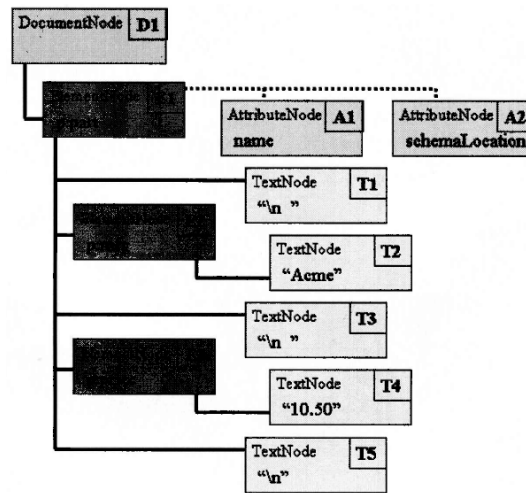 DocumentNode D1
AttributeNode A1
name
AttributeNode A2
schemaLocation
TextNode T1
“\n ”
TextNode T2
“Acme”
TextNode T3
“\n ”
TextNode T4
“10.50”
TextNode T5
“\n”